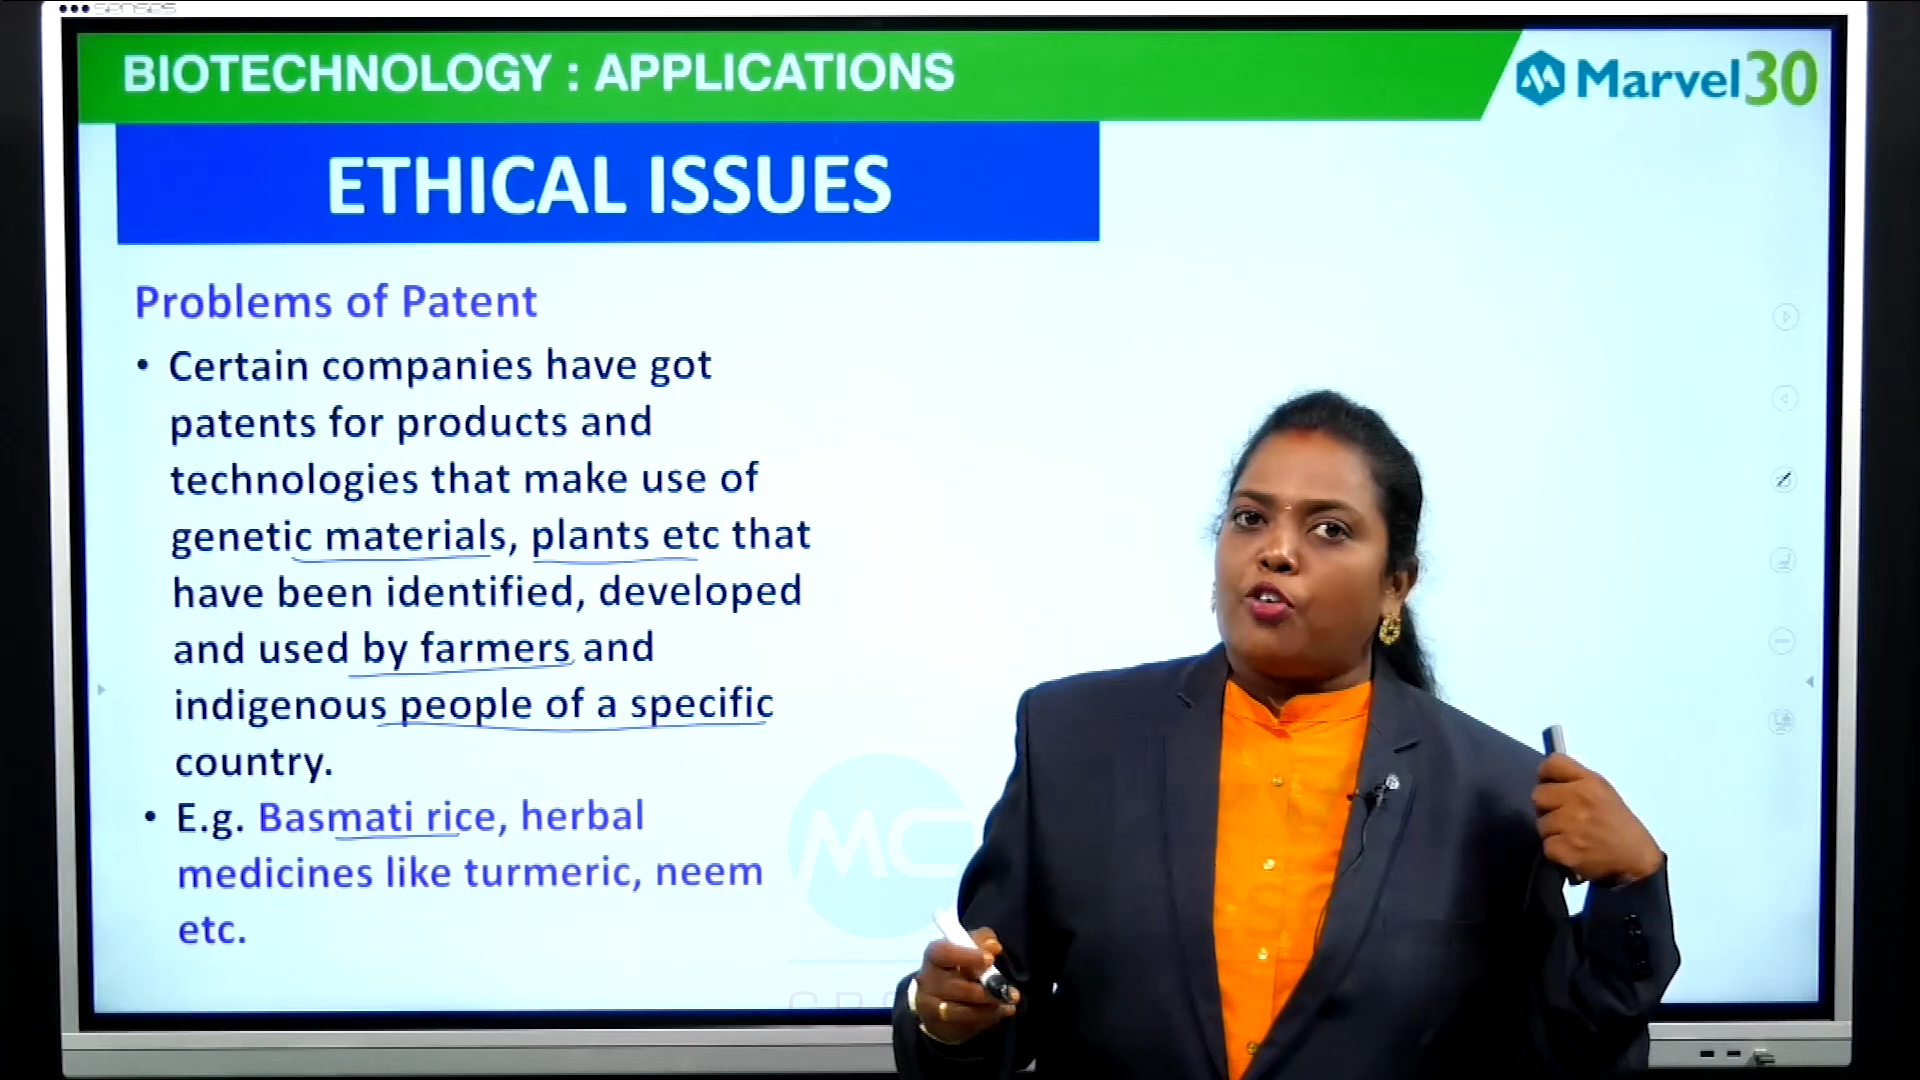 BIOTECHNOLOGY : APPLICATIONS
Marvel30
ETHICAL ISSUES
Problems of Patent
• Certain companies have got
patents for products and
technologies that make use of
genetic materials, plants etc that
have been identified, developed
and used by farmers and
indigenous people of a specific
country.
• E.g. Basmati rice, herbal
medicines like turmeric, neem
etc.
MC